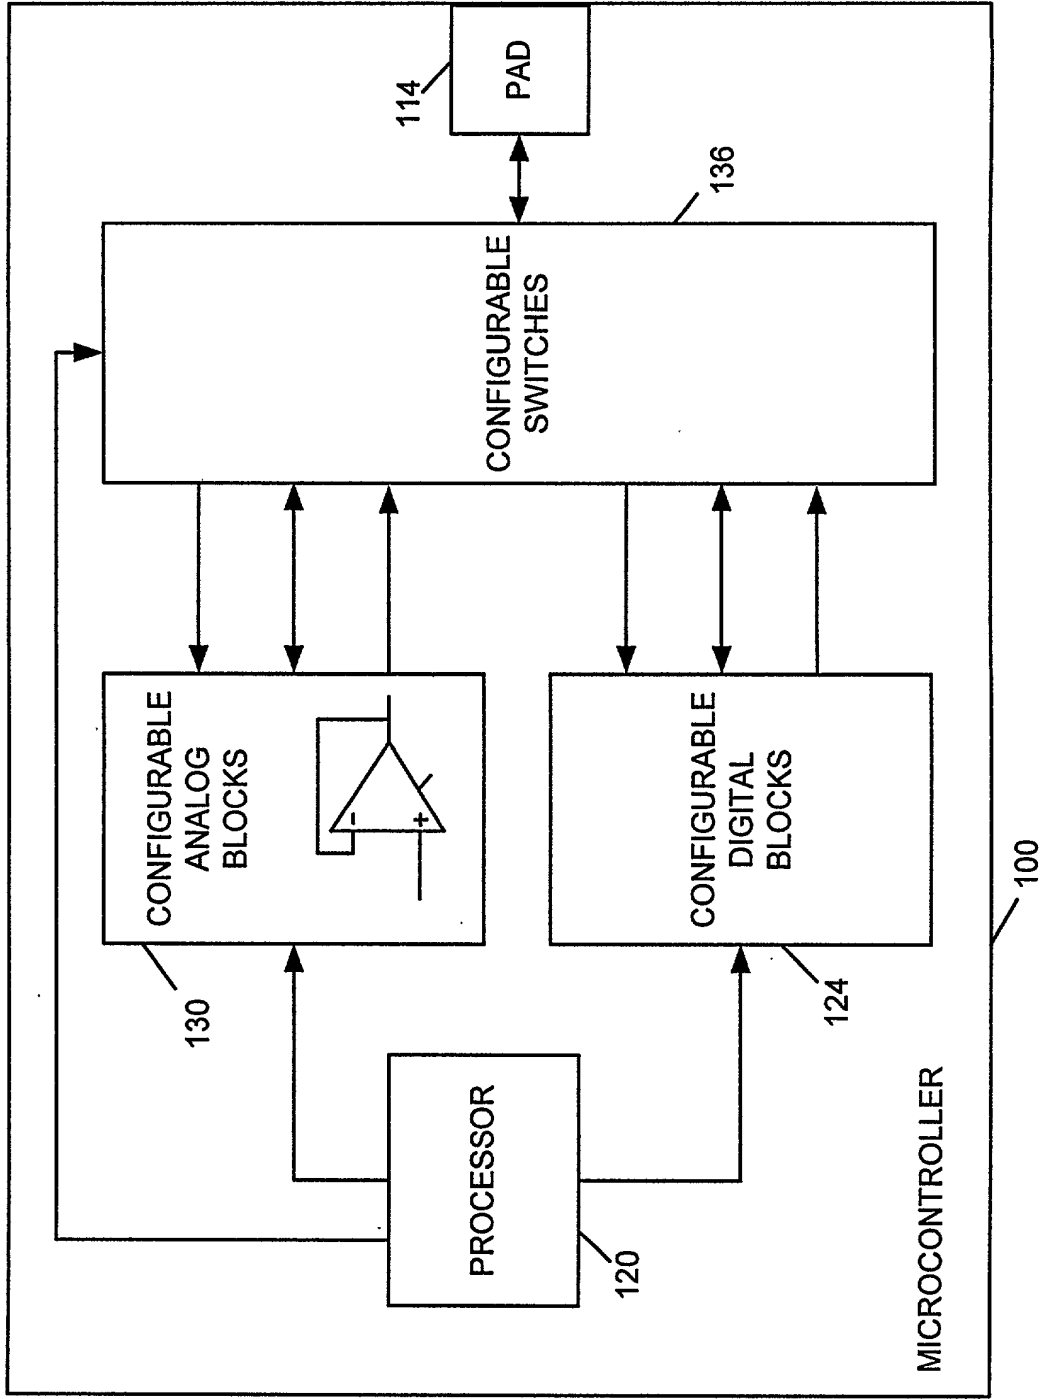 PROCESSOR
120
CONFIGURABLE
ANALOG
BLOCKS
-
+
130
CONFIGURABLE
DIGITAL
BLOCKS
124
CONFIGURABLE
SWITCHES
136
PAD
114
MICROCONTROLLER
100